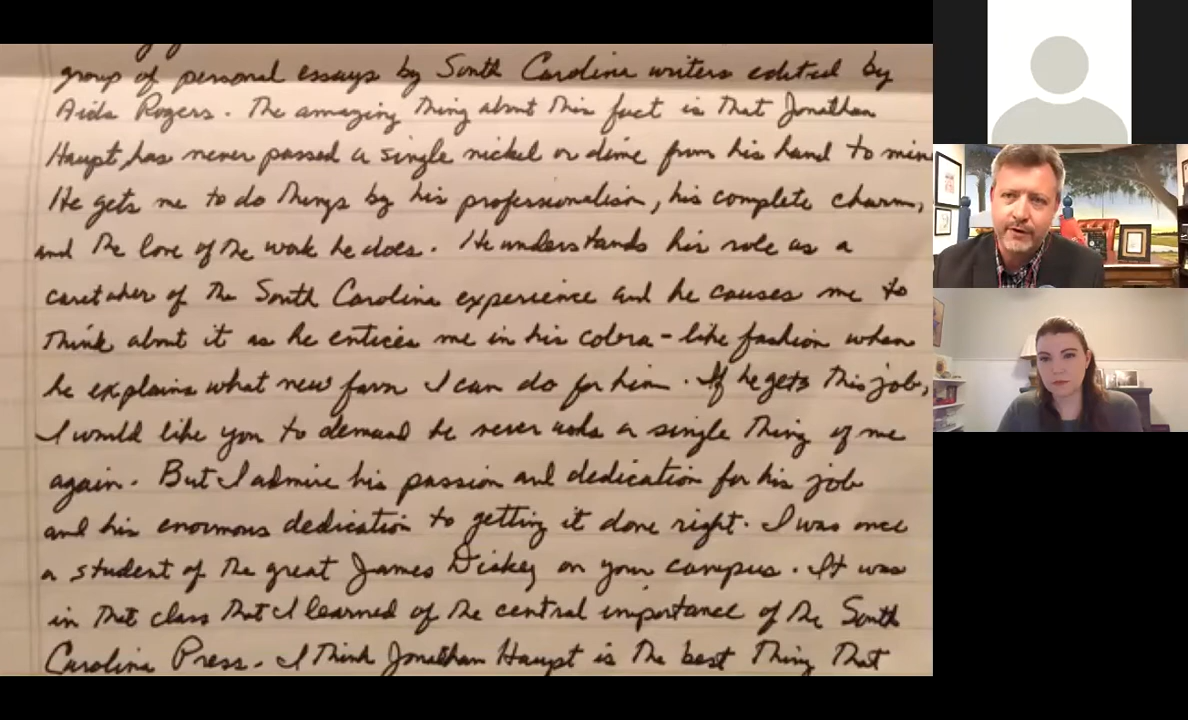 group of personal essays by South Carolina writers edited by
Aida Rogers. The amazing thing about this fact is that Jonathan
Haupt has never passed a single nickel or dime from his hand to min
He gets me to do things by his professionalism, his complete charm,
and the love of the work he does. He understands his role as a
caretaker of the South Carolina experience and he causes me to
think about it as he entices me in his cobra-like fashion when
he explains what new favor I can do for him. If he gets this job,
I would like you to demand he never asks a single thing of me
again. But I admire his passion and dedication for his job
and his enormous dedication to getting it done right. I was once
a student of the great James Dickey on your campus. It was
in that class that I learned of the central importance of the South
Carolina Press. I think Jonathan Haupt is the best thing that